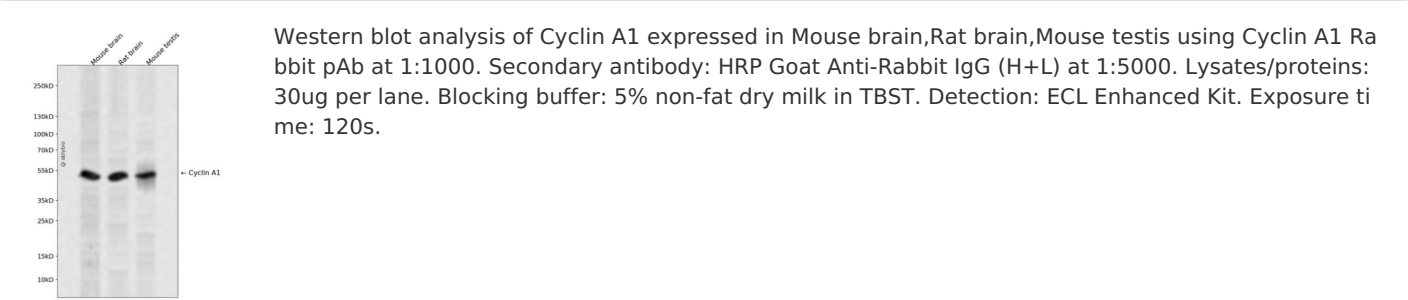 Mouse brain
Rat brain
Mouse testis
250kD
130kD
100kD
70kD
55kD
35kD
25kD
15kD
10kD
@ abtybro
← Cyclin A1
Western blot analysis of Cyclin A1 expressed in Mouse brain,Rat brain,Mouse testis using Cyclin A1 Ra
bbit pAb at 1:1000. Secondary antibody: HRP Goat Anti-Rabbit IgG (H+L) at 1:5000. Lysates/proteins:
30ug per lane. Blocking buffer: 5% non-fat dry milk in TBST. Detection: ECL Enhanced Kit. Exposure ti
me: 120s.